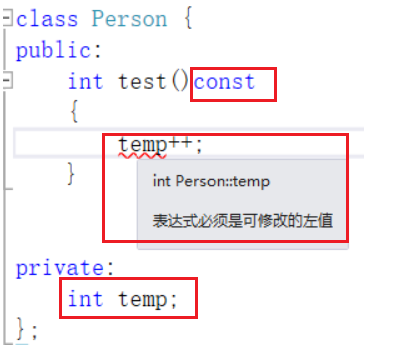 class Person {
public:
    int test()const
    {
        temp++;
int Person::temp
    }
表达式必须是可修改的左值
private:
    int temp;
};